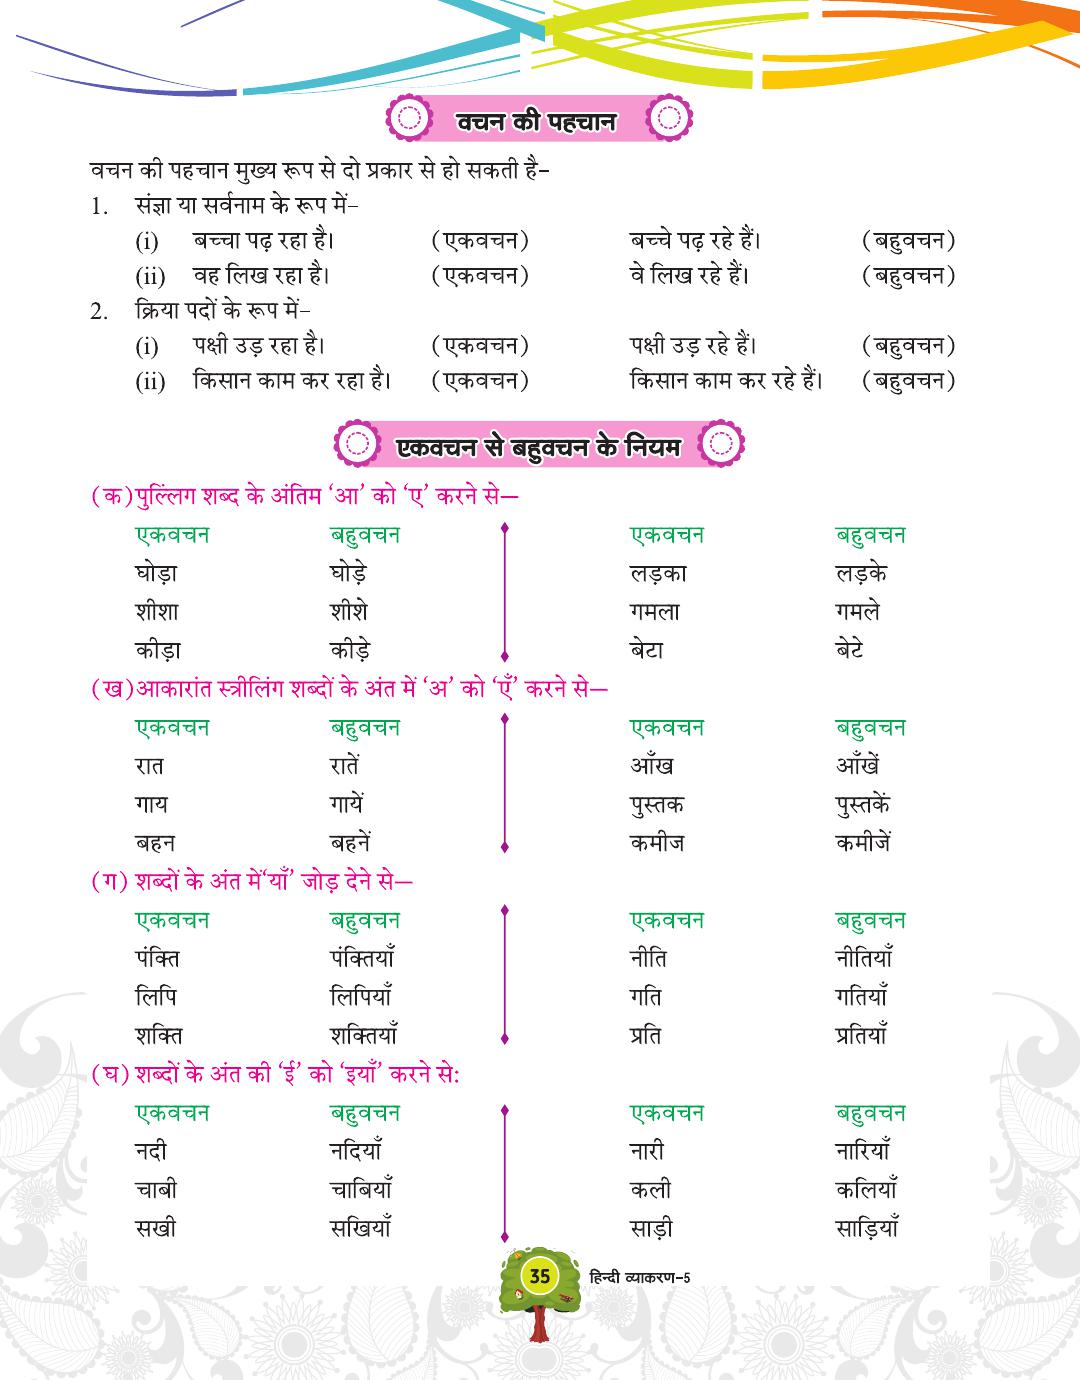 वचन की पहचान
वचन की पहचान मुख्य रूप से दो प्रकार से हो सकती है–
1. संज्ञा या सर्वनाम के रूप में–
(i) बच्चा पढ़ रहा है। (एकवचन) बच्चे पढ़ रहे हैं। (बहुवचन)
(ii) वह लिख रहा है। (एकवचन) वे लिख रहे हैं। (बहुवचन)
2. क्रिया पदों के रूप में–
(i) पक्षी उड़ रहा है। (एकवचन) पक्षी उड़ रहे हैं। (बहुवचन)
(ii) किसान काम कर रहा है। (एकवचन) किसान काम कर रहे हैं। (बहुवचन)
एकवचन से बहुवचन के नियम
(क) पुल्लिंग शब्द के अंतिम ‘आ’ को ‘ए’ करने से—
एकवचन बहुवचन एकवचन बहुवचन
घोड़ा घोड़े लड़का लड़के
शीशा शीशे गमला गमले
कीड़ा कीड़े बेटा बेटे
(ख) आकारांत स्त्रीलिंग शब्दों के अंत में ‘अ’ को ‘एँ’ करने से—
एकवचन बहुवचन एकवचन बहुवचन
रात रातें आँख आँखें
गाय गायें पुस्तक पुस्तकें
बहन बहनें कमीज कमीजें
(ग) शब्दों के अंत में ‘याँ’ जोड़ देने से—
एकवचन बहुवचन एकवचन बहुवचन
पंक्ति पंक्तियाँ नीति नीतियाँ
लिपि लिपियाँ गति गतियाँ
शक्ति शक्तियाँ प्रति प्रतियाँ
(घ) शब्दों के अंत की ‘ई’ को ‘इयाँ’ करने से:
एकवचन बहुवचन एकवचन बहुवचन
नदी नदियाँ नारी नारियाँ
चाबी चाबियाँ कली कलियाँ
सखी सखियाँ साड़ी साड़ियाँ
35 हिन्दी व्याकरण–5